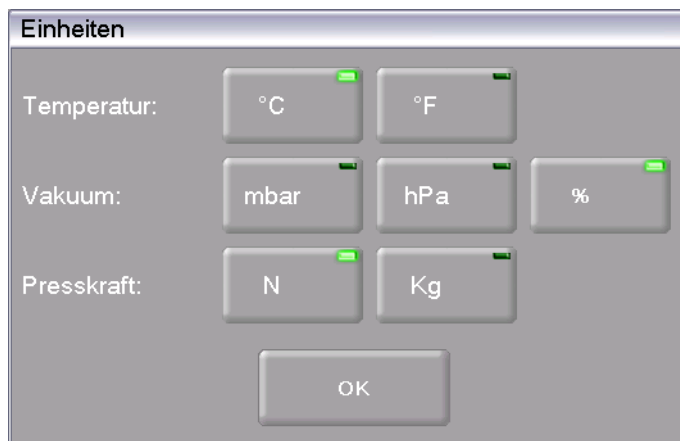 Einheiten
Temperatur: °C °F
Vakuum: mbar hPa %
Presskraft: N Kg
OK